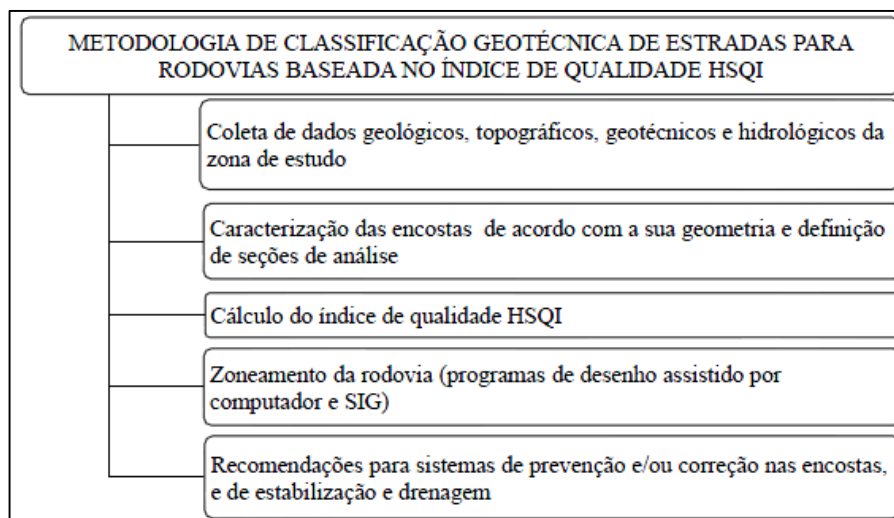 METODOLOGIA DE CLASSIFICAÇÃO GEOTÉCNICA DE ESTRADAS PARA
RODOVIAS BASEADA NO ÍNDICE DE QUALIDADE HSQI
Coleta de dados geológicos, topográficos, geotécnicos e hidrológicos da
zona de estudo
Caracterização das encostas de acordo com a sua geometria e definição
de seções de análise
Cálculo do índice de qualidade HSQI
Zoneamento da rodovia (programas de desenho assistido por
computador e SIG)
Recomendações para sistemas de prevenção e/ou correção nas encostas,
e de estabilização e drenagem